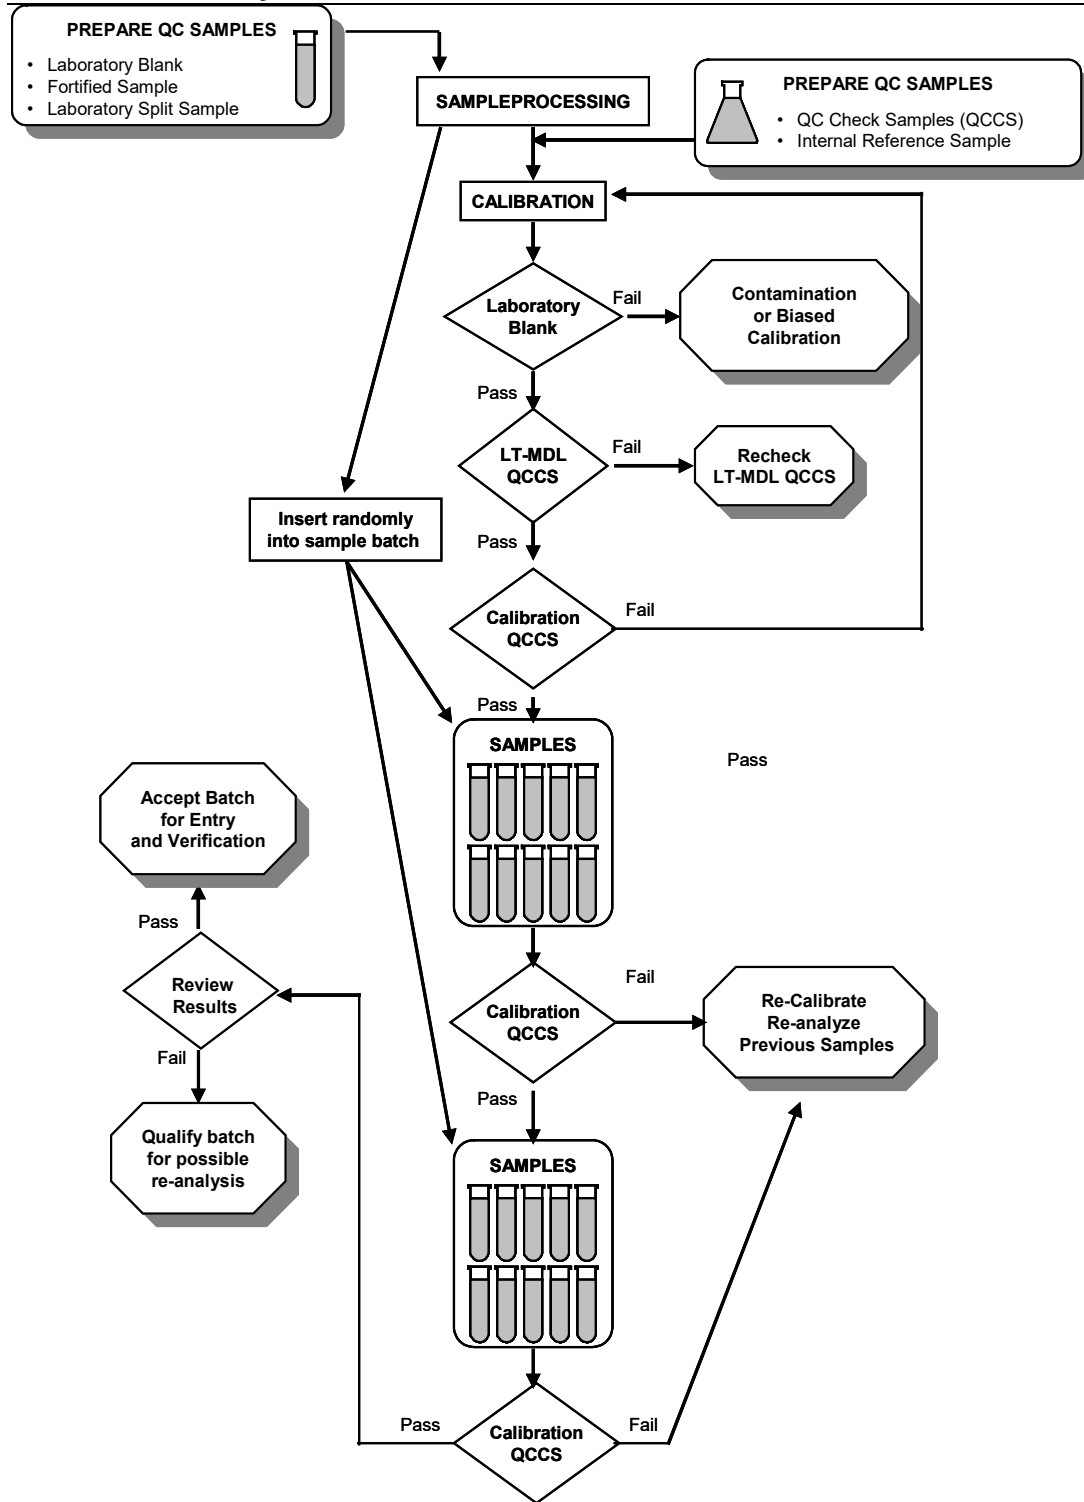 PREPARE QC SAMPLES
• Laboratory Blank
• Fortified Sample
• Laboratory Split Sample
SAMPLEPROCESSING
PREPARE QC SAMPLES
• QC Check Samples (QCCS)
• Internal Reference Sample
CALIBRATION
Laboratory
Blank
Fail
Contamination
or Biased
Calibration
Pass
LT-MDL
QCCS
Fail
Recheck
LT-MDL QCCS
Insert randomly
into sample batch
Pass
Calibration
QCCS
Fail
Pass
SAMPLES
Pass
Accept Batch
for Entry
and Verification
Pass
Review
Results
Fail
Qualify batch
for possible
re-analysis
Calibration
QCCS
Fail
Re-Calibrate
Re-analyze
Previous Samples
Pass
SAMPLES
Pass
Calibration
QCCS
Fail